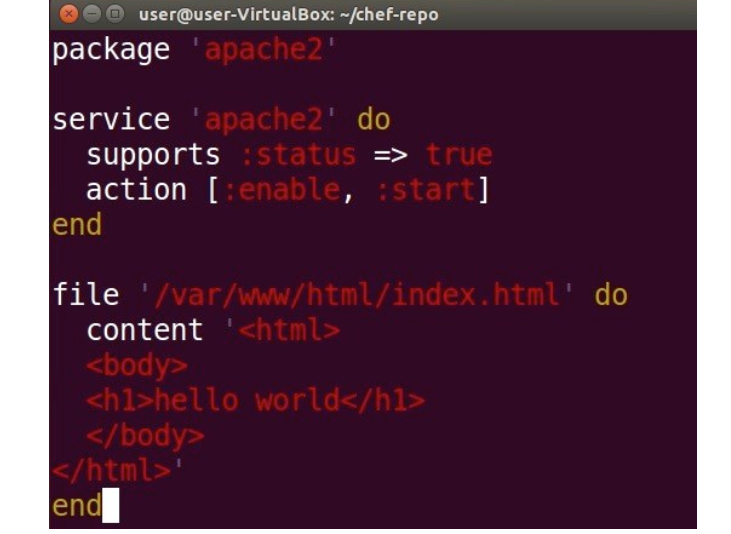 user@user-VirtualBox: ~/chef-repo
package 'apache2'
service 'apache2' do
  supports :status => true
  action [:enable, :start]
end
file '/var/www/html/index.html' do
  content '<html>
  <body>
  <h1>hello world</h1>
  </body>
</html>'
end